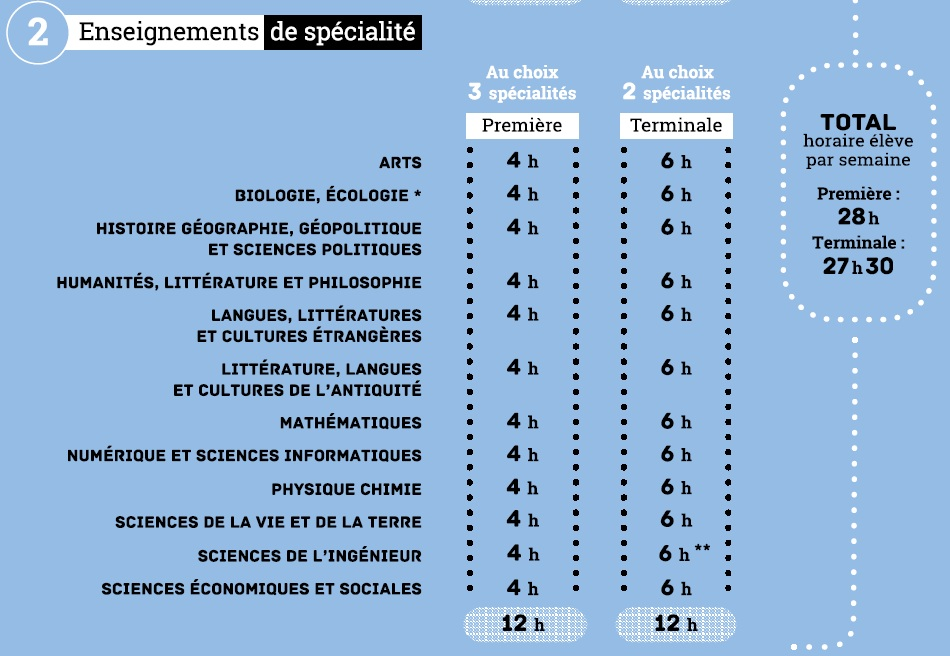 2 Enseignements de spécialité
Au choix
3 spécialités
Au choix
2 spécialités
Première Terminale
ARTS 4 h 6 h
BIOLOGIE, ÉCOLOGIE * 4 h 6 h
HISTOIRE GÉOGRAPHIE, GÉOPOLITIQUE 4 h 6 h
ET SCIENCES POLITIQUES
HUMANITÉS, LITTÉRATURE ET PHILOSOPHIE 4 h 6 h
LANGUES, LITTÉRATURES 4 h 6 h
ET CULTURES ÉTRANGÈRES
LITTÉRATURE, LANGUES 4 h 6 h
ET CULTURES DE L'ANTIQUITÉ
MATHÉMATIQUES 4 h 6 h
NUMÉRIQUE ET SCIENCES INFORMATIQUES 4 h 6 h
PHYSIQUE CHIMIE 4 h 6 h
SCIENCES DE LA VIE ET DE LA TERRE 4 h 6 h
SCIENCES DE L'INGÉNIEUR 4 h 6 h **
SCIENCES ÉCONOMIQUES ET SOCIALES 4 h 6 h
12 h 12 h
TOTAL
horaire élève
par semaine
Première :
28 h
Terminale :
27 h 30